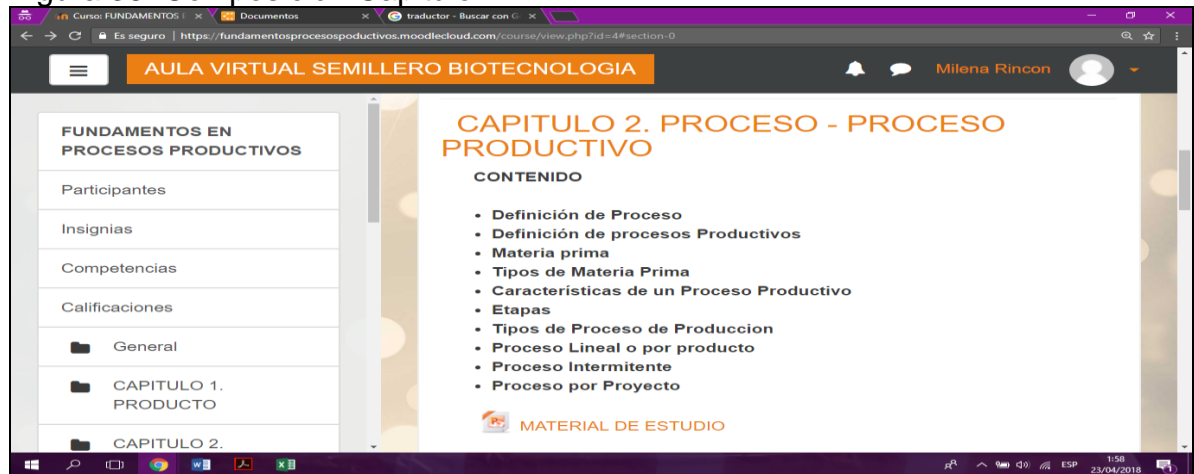 Curso: FUNDAMENTOS E
Documentos
traductor - Buscar con G
Es seguro | https://fundamentosprocesospoductivos.moodlecloud.com/course/view.php?id=4#section-0
AULA VIRTUAL SEMILLERO BIOTECNOLOGIA
Milena Rincon
FUNDAMENTOS EN
PROCESOS PRODUCTIVOS
Participantes
Insignias
Competencias
Calificaciones
General
CAPITULO 1.
PRODUCTO
CAPITULO 2.
CAPITULO 2. PROCESO - PROCESO
PRODUCTIVO
CONTENIDO
• Definición de Proceso
• Definición de procesos Productivos
• Materia prima
• Tipos de Materia Prima
• Características de un Proceso Productivo
• Etapas
• Tipos de Proceso de Produccion
• Proceso Lineal o por producto
• Proceso Intermitente
• Proceso por Proyecto
MATERIAL DE ESTUDIO
ESP
1:58
23/04/2018